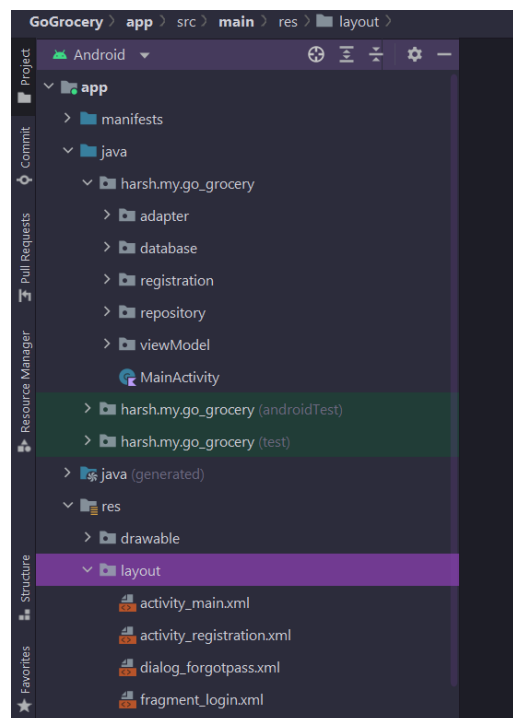 GoGrocery app src main res layout
Project
Commit
Pull Requests
Resource Manager
Structure
Favorites
Android
app
manifests
java
harsh.my.go_grocery
adapter
database
registration
repository
viewModel
MainActivity
harsh.my.go_grocery (androidTest)
harsh.my.go_grocery (test)
java (generated)
res
drawable
layout
activity_main.xml
activity_registration.xml
dialog_forgotpass.xml
fragment_login.xml